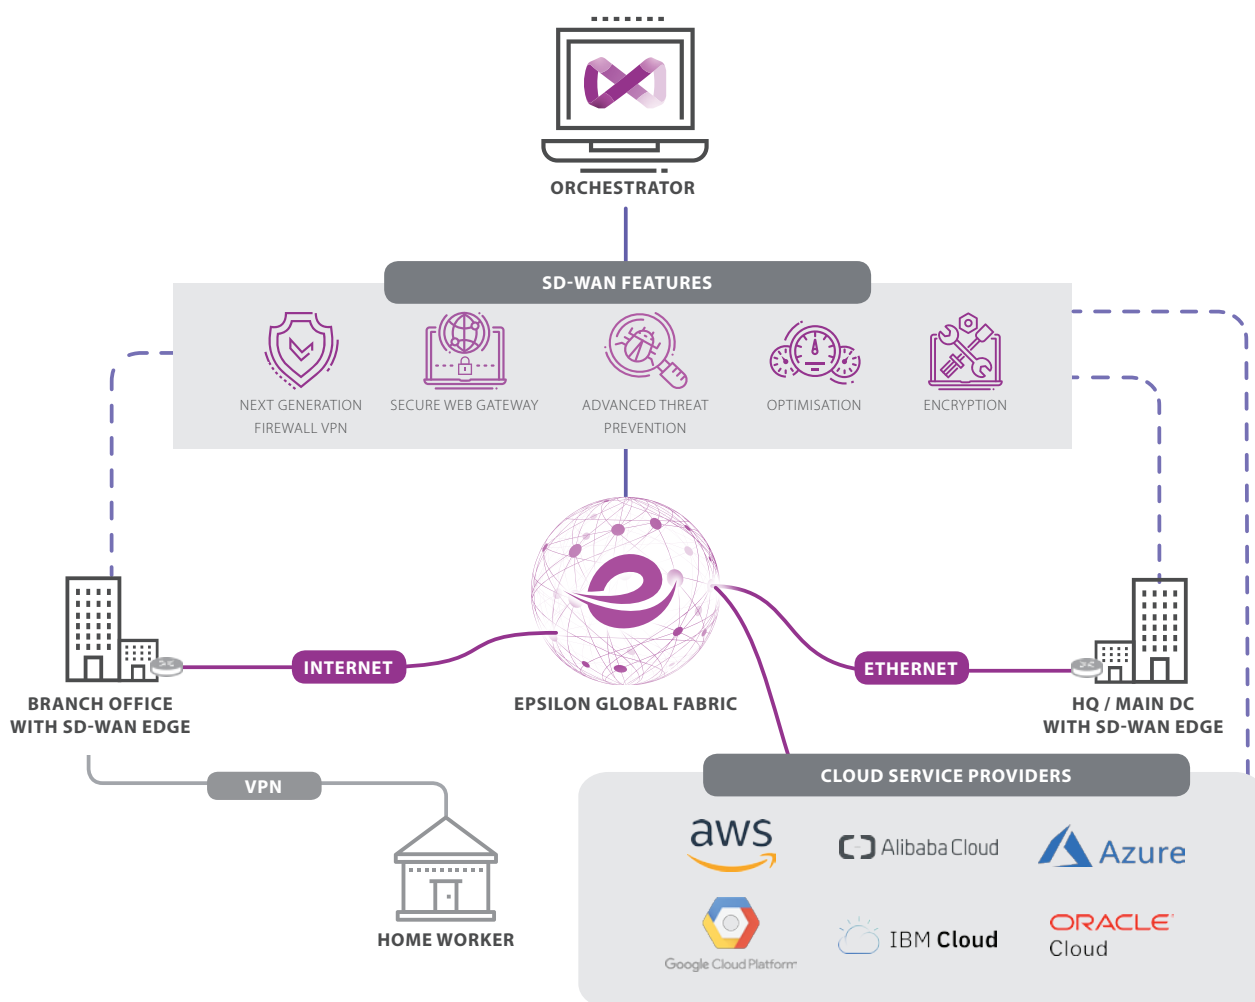 ORCHESTRATOR
SD-WAN FEATURES
NEXT GENERATION
FIREWALL VPN
SECURE WEB GATEWAY
ADVANCED THREAT
PREVENTION
OPTIMISATION
ENCRYPTION
INTERNET
ETHERNET
BRANCH OFFICE
WITH SD-WAN EDGE
EPSILON GLOBAL FABRIC
HQ / MAIN DC
WITH SD-WAN EDGE
VPN
HOME WORKER
CLOUD SERVICE PROVIDERS
aws
Alibaba Cloud
Azure
Google Cloud Platform
IBM Cloud
ORACLE
Cloud